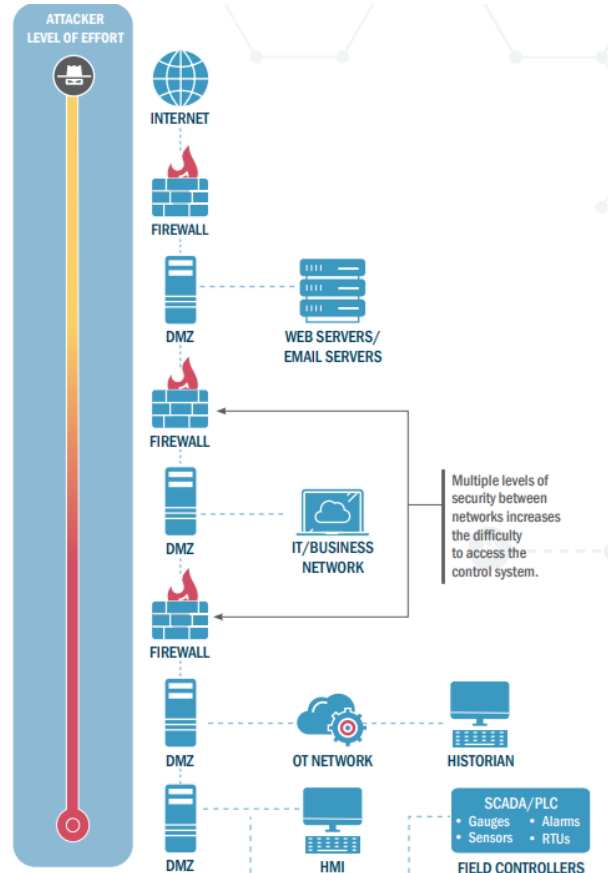 ATTACKER
LEVEL OF EFFORT
INTERNET
FIREWALL
DMZ
WEB SERVERS/
EMAIL SERVERS
FIREWALL
Multiple levels of
security between
networks increases
the difficulty
to access the
control system.
DMZ
IT/BUSINESS
NETWORK
FIREWALL
DMZ
OT NETWORK
HISTORIAN
SCADA/PLC
• Gauges • Alarms
• Sensors • RTUs
DMZ
HMI
FIELD CONTROLLERS